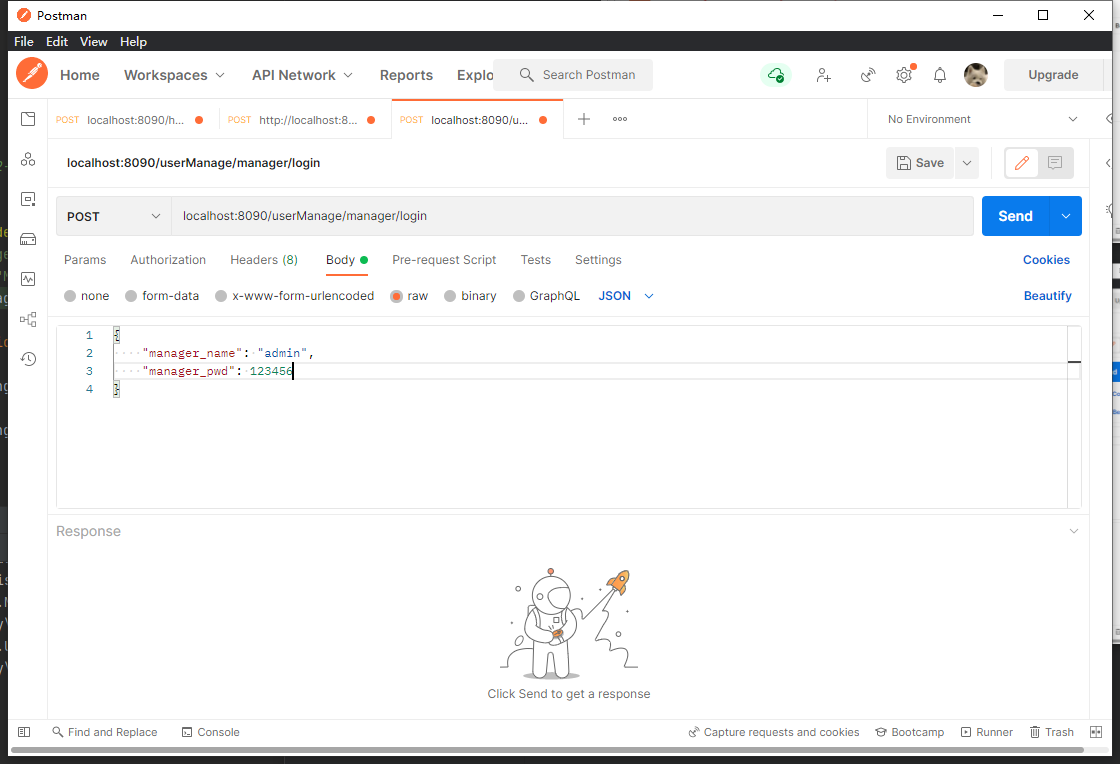 Postman
File Edit View Help
Home Workspaces API Network Reports Explo Search Postman Upgrade
POST localhost:8090/h... POST http://localhost:8... POST localhost:8090/u... No Environment
localhost:8090/userManage/manager/login Save
POST localhost:8090/userManage/manager/login Send
Params Authorization Headers (8) Body Pre-request Script Tests Settings Cookies
none form-data x-www-form-urlencoded raw binary GraphQL JSON Beautify
1 {
2 "manager_name": "admin",
3 "manager_pwd": 123456
4 }
Response
Click Send to get a response
Find and Replace Console Capture requests and cookies Bootcamp Runner Trash